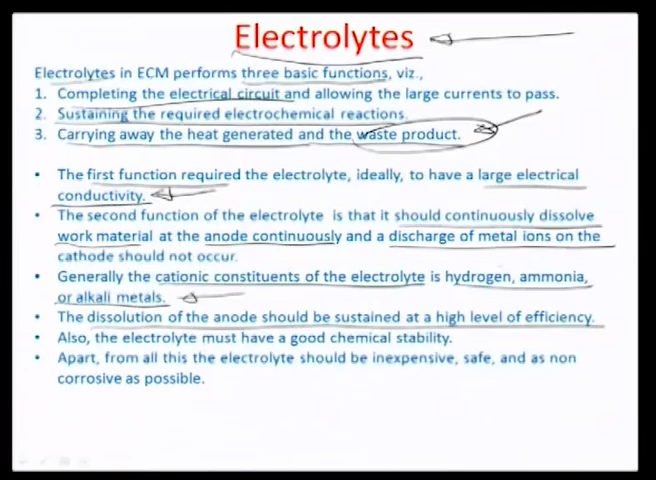 Electrolytes
Electrolytes in ECM performs three basic functions, viz.,
1. Completing the electrical circuit and allowing the large currents to pass.
2. Sustaining the required electrochemical reactions.
3. Carrying away the heat generated and the waste product.
• The first function required the electrolyte, ideally, to have a large electrical
conductivity.
• The second function of the electrolyte is that it should continuously dissolve
work material at the anode continuously and a discharge of metal ions on the
cathode should not occur.
• Generally the cationic constituents of the electrolyte is hydrogen, ammonia,
or alkali metals.
• The dissolution of the anode should be sustained at a high level of efficiency.
• Also, the electrolyte must have a good chemical stability.
• Apart, from all this the electrolyte should be inexpensive, safe, and as non
corrosive as possible.